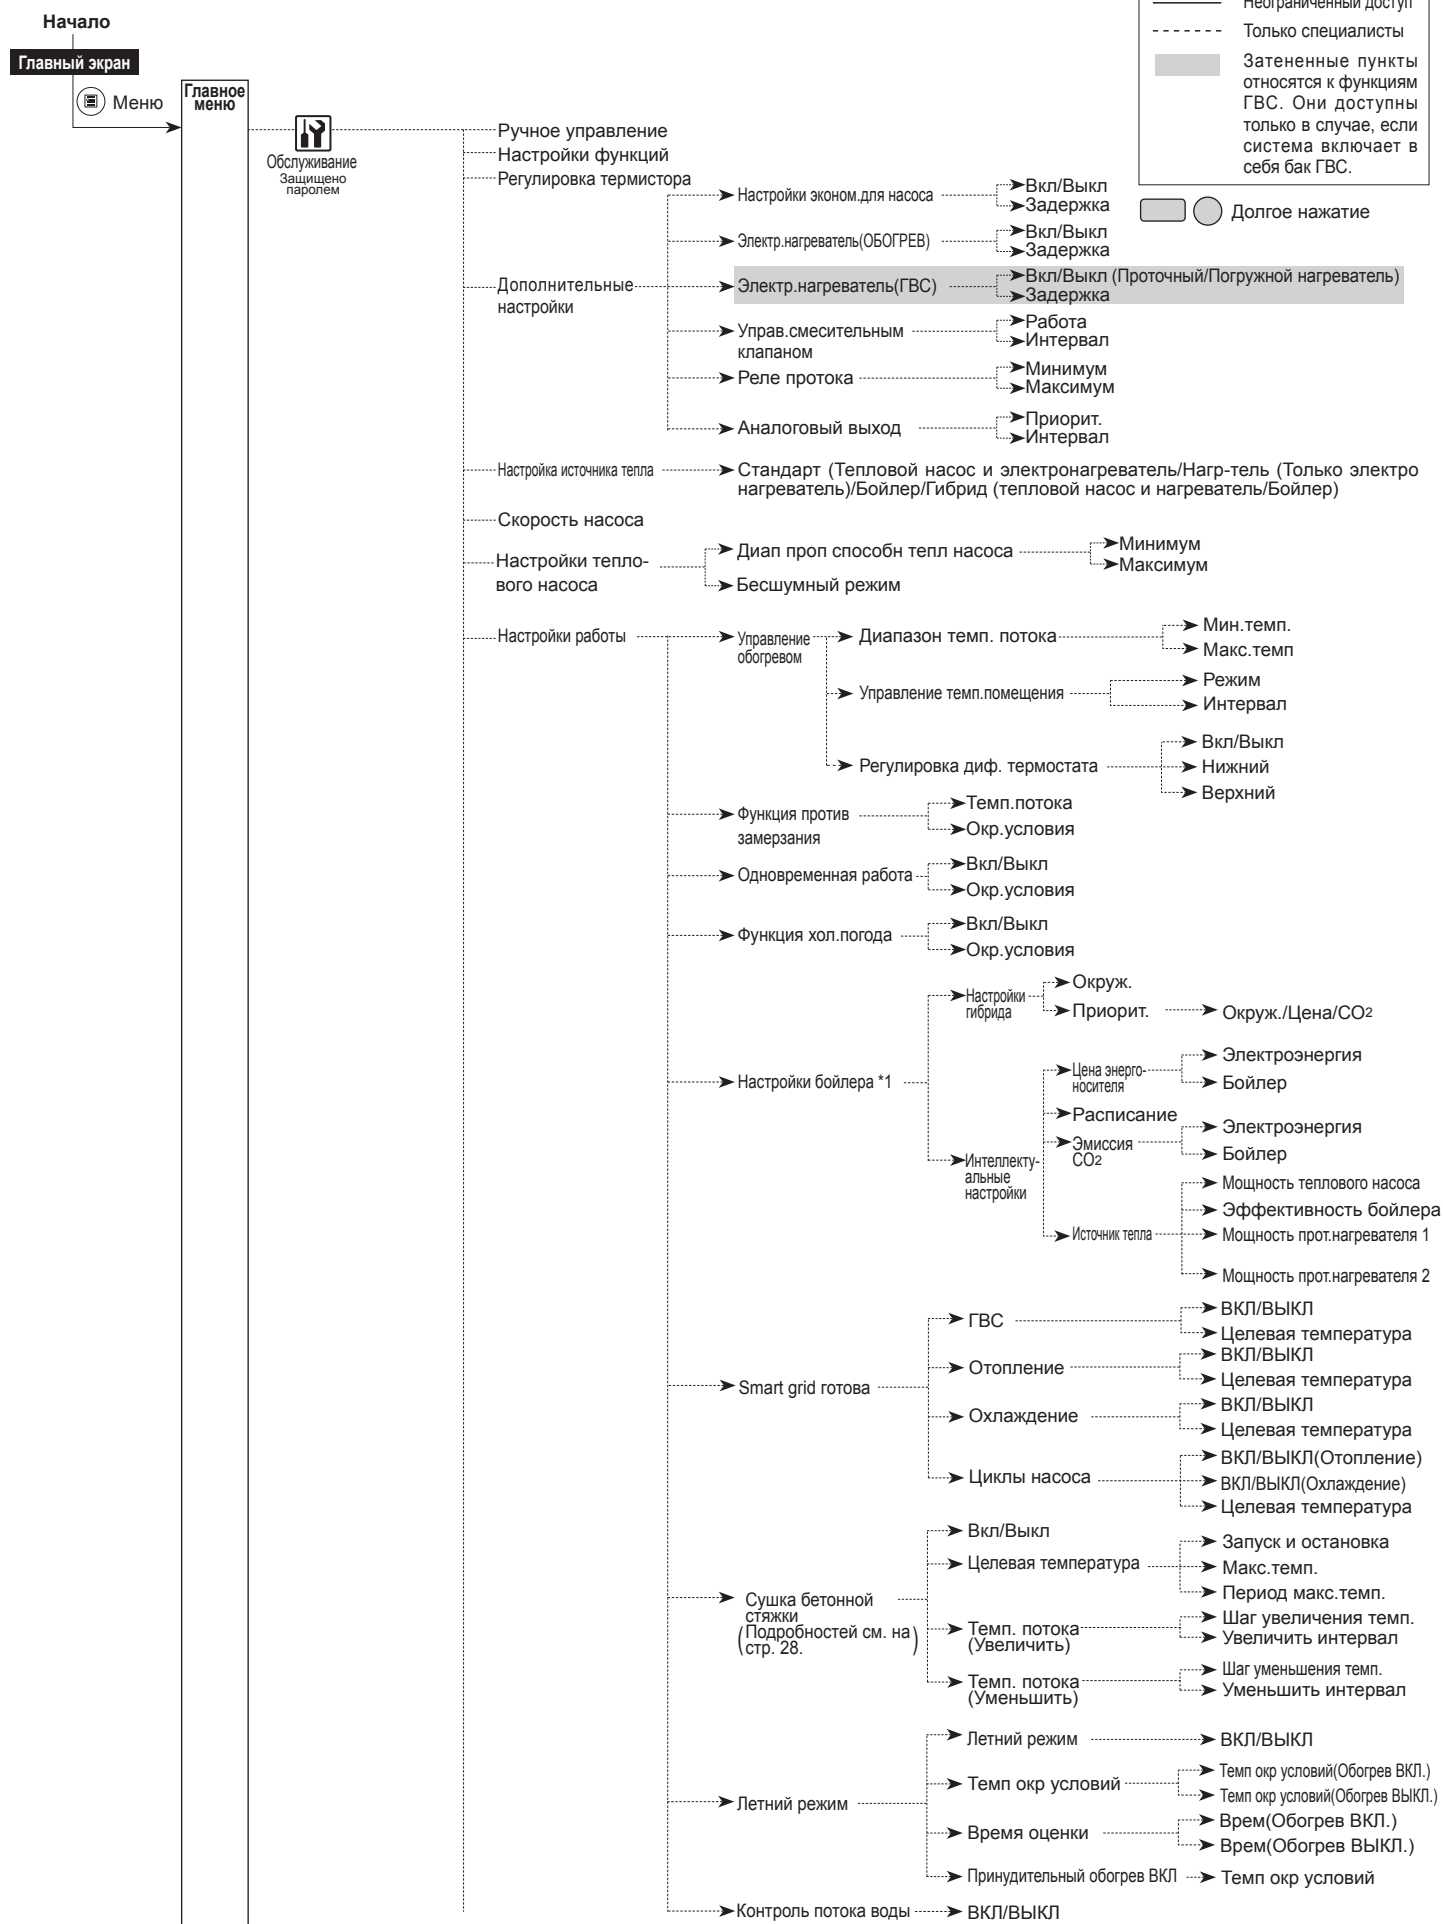 Неограниченный доступ
Только специалисты
Затененные пункты
относятся к функциям
ГВС. Они доступны
только в случае, если
система включает в
себя бак ГВС.
Долгое нажатие
Начало
Главный экран
Меню
Главное
меню
Обслуживание
Защищено
паролем
Ручное управление
Настройки функций
Регулировка термистора
Дополнительные
настройки
Настройки эконом.для насоса
Вкл/Выкл
Задержка
Электр.нагреватель(ОБОГРЕВ)
Вкл/Выкл
Задержка
Электр.нагреватель(ГВС)
Вкл/Выкл (Проточный/Погружной нагреватель)
Задержка
Управ.смесительным
клапаном
Работа
Интервал
Реле протока
Минимум
Максимум
Аналоговый выход
Приорит.
Интервал
Настройка источника тепла
Стандарт (Тепловой насос и электронагреватель/Нагр-тель (Только электро
нагреватель)/Бойлер/Гибрид (тепловой насос и нагреватель/Бойлер)
Скорость насоса
Настройки тепло-
вого насоса
Диап проп способн тепл насоса
Минимум
Максимум
Бесшумный режим
Настройки работы
Управление
обогревом
Диапазон темп. потока
Мин.темп.
Макс.темп
Управление темп.помещения
Режим
Интервал
Регулировка диф. термостата
Вкл/Выкл
Нижний
Верхний
Функция против
замерзания
Темп.потока
Окр.условия
Одновременная работа
Вкл/Выкл
Окр.условия
Функция хол.погода
Вкл/Выкл
Окр.условия
Настройки бойлера *1
Настройки
гибрида
Окруж.
Приорит.
Окруж./Цена/CO2
Интеллекту-
альные
настройки
Цена энерго-
носителя
Электроэнергия
Бойлер
Расписание
Эмиссия
CO2
Электроэнергия
Бойлер
Источник тепла
Мощность теплового насоса
Эффективность бойлера
Мощность прот.нагревателя 1
Мощность прот.нагревателя 2
Smart grid готова
ГВС
ВКЛ/ВЫКЛ
Целевая температура
Отопление
ВКЛ/ВЫКЛ
Целевая температура
Охлаждение
ВКЛ/ВЫКЛ
Целевая температура
Циклы насоса
ВКЛ/ВЫКЛ(Отопление)
ВКЛ/ВЫКЛ(Охлаждение)
Целевая температура
Сушка бетонной
стяжки
(Подробностей см. на
стр. 28.)
Вкл/Выкл
Целевая температура
Запуск и остановка
Макс.темп.
Период макс.темп.
Темп. потока
(Увеличить)
Шаг увеличения темп.
Увеличить интервал
Темп. потока
(Уменьшить)
Шаг уменьшения темп.
Уменьшить интервал
Летний режим
Летний режим
ВКЛ/ВЫКЛ
Темп окр условий
Темп окр условий(Обогрев ВКЛ.)
Темп окр условий(Обогрев ВЫКЛ.)
Время оценки
Врем(Обогрев ВКЛ.)
Врем(Обогрев ВЫКЛ.)
Принудительный обогрев ВКЛ
Темп окр условий
Контроль потока воды
ВКЛ/ВЫКЛ